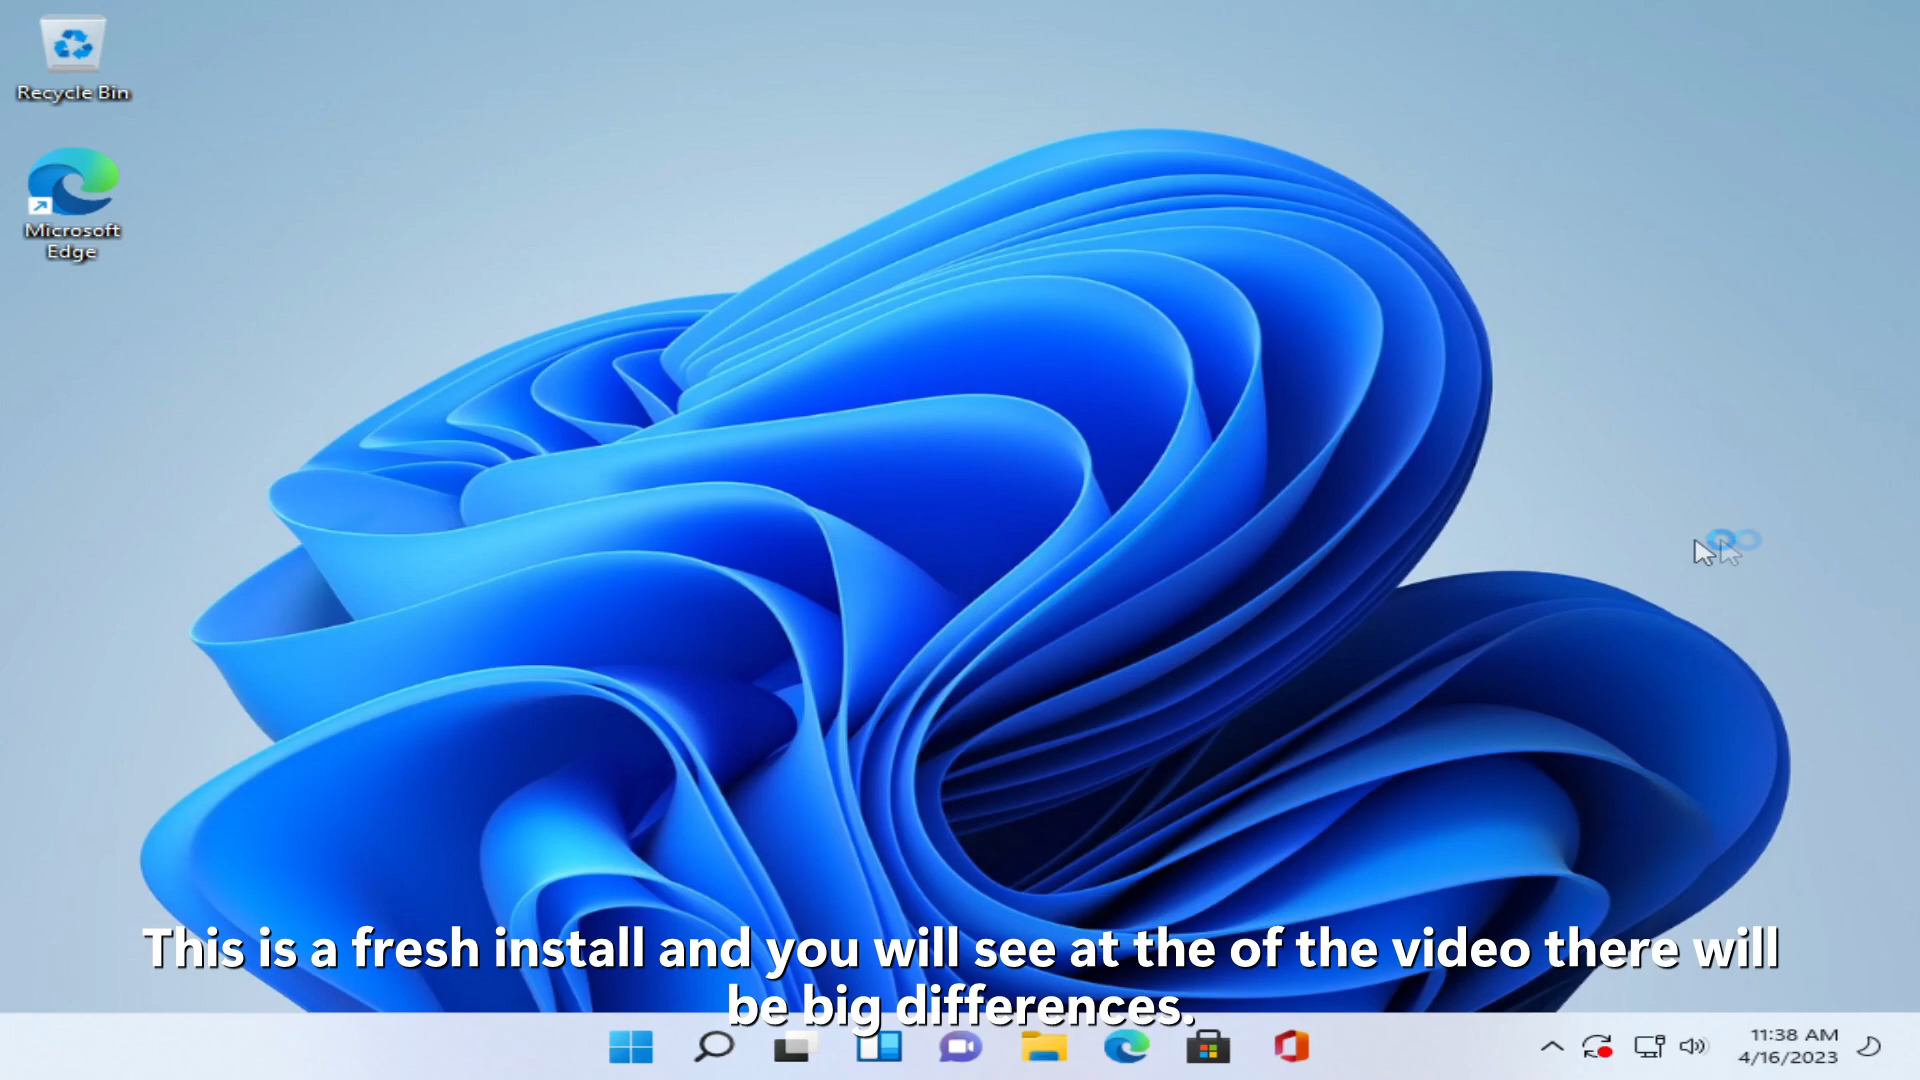 Recycle Bin
Microsoft
Edge
This is a fresh install and you will see at the of the video there will
be big differences.
11:38 AM
4/16/2023